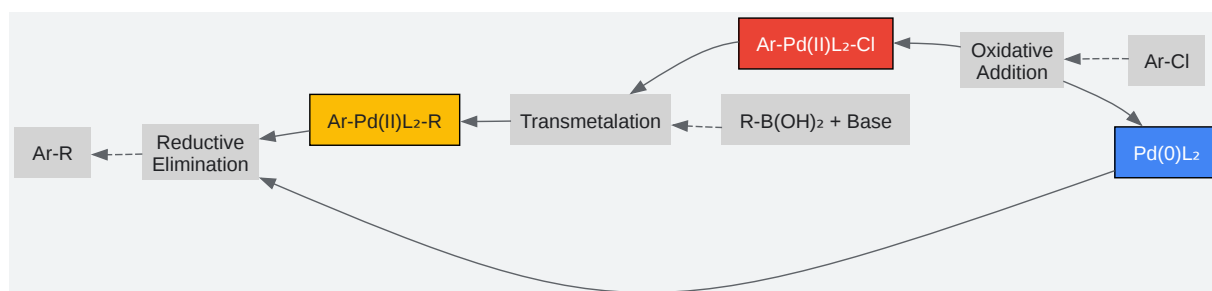 Ar-Pd(II)L₂-Cl
Oxidative
Addition
Ar-Cl
Ar-R
Reductive
Elimination
Ar-Pd(II)L₂-R
Transmetalation
R-B(OH)₂ + Base
Pd(0)L₂